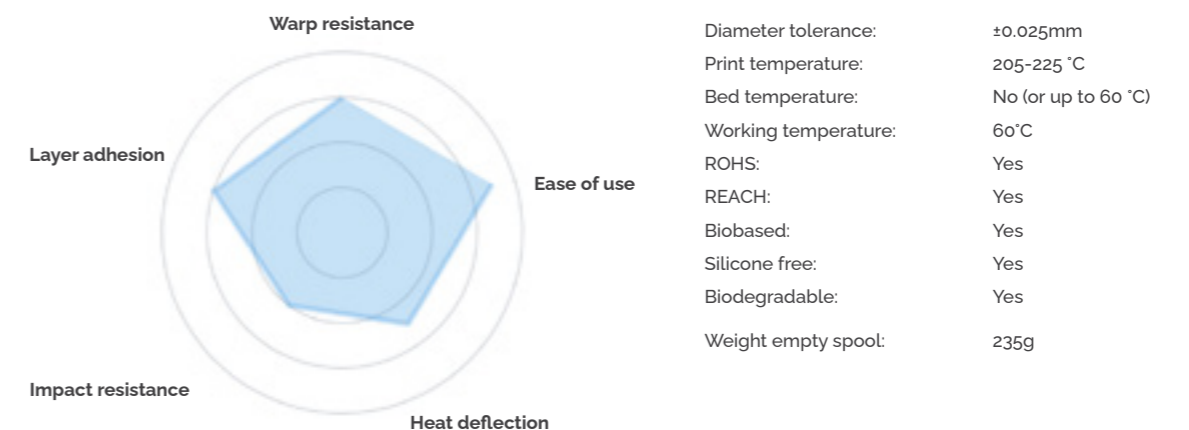 Warp resistance
Layer adhesion
Ease of use
Impact resistance
Heat deflection
Diameter tolerance: ±0.025mm
Print temperature: 205-225 °C
Bed temperature: No (or up to 60 °C)
Working temperature: 60°C
ROHS: Yes
REACH: Yes
Biobased: Yes
Silicone free: Yes
Biodegradable: Yes
Weight empty spool: 235g